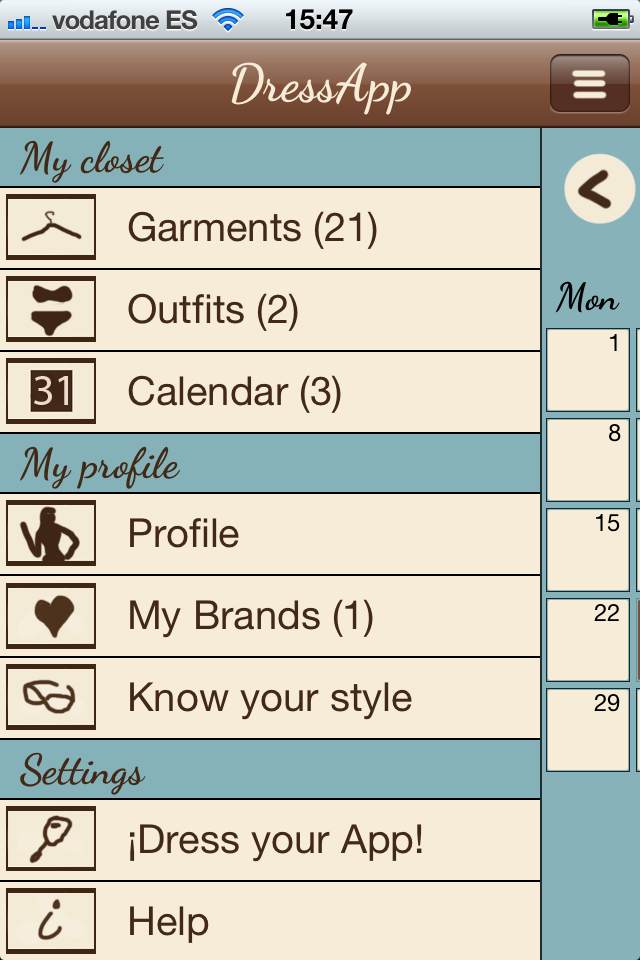 vodafone ES 15:47
DressApp
My closet
Garments (21)
Outfits (2)
31 Calendar (3)
My profile
Profile
My Brands (1)
Know your style
Settings
¡Dress your App!
i Help
Mon
1
8
15
22
29